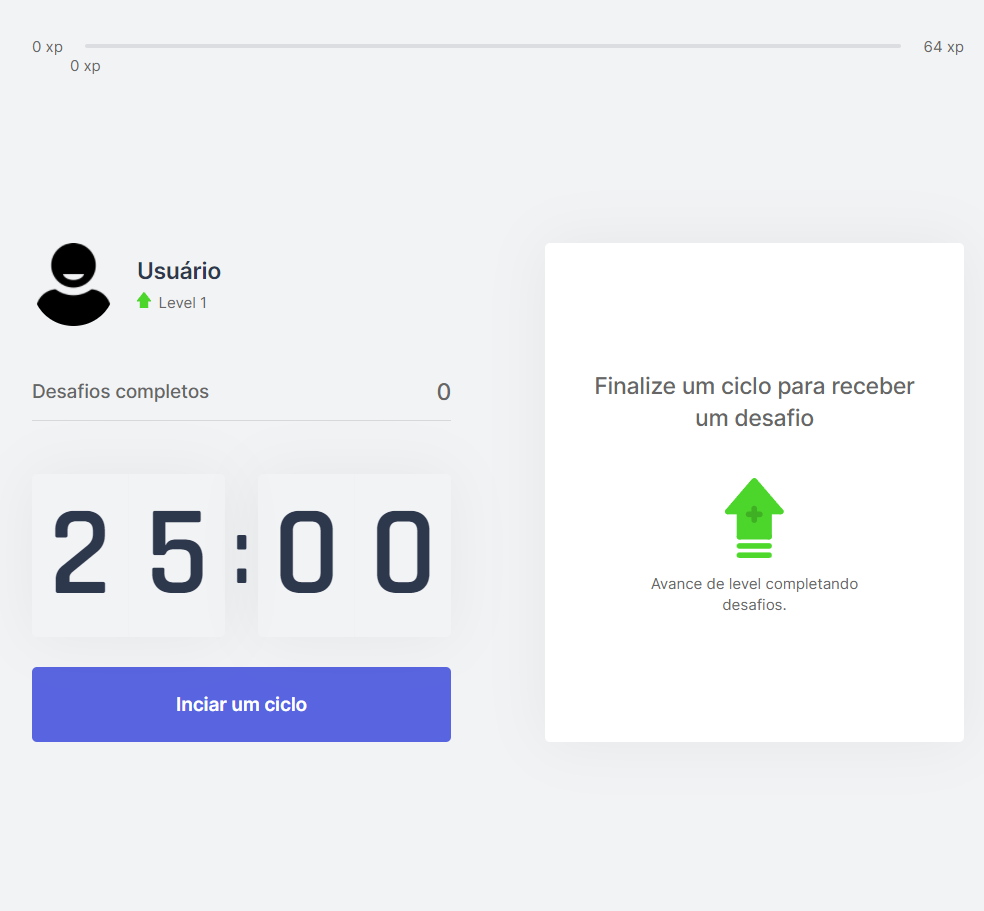 0 xp
64 xp
0 xp
Usuário
Level 1
Desafios completos
0
25:00
Inciar um ciclo
Finalize um ciclo para receber
um desafio
Avance de level completando
desafios.